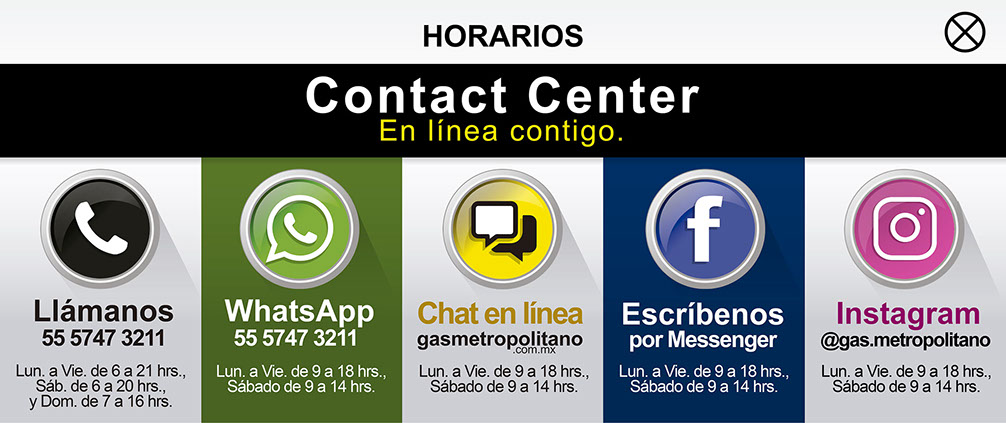 HORARIOS
Contact Center
En línea contigo.
Llámanos
55 5747 3211
Lun. a Vie. de 6 a 21 hrs.,
Sáb. de 6 a 20 hrs.,
y Dom. de 7 a 16 hrs.
WhatsApp
55 5747 3211
Lun. a Vie. de 9 a 18 hrs.,
Sábado de 9 a 14 hrs.
Chat en línea
gasmetropolitano
.com.mx
Lun. a Vie. de 9 a 18 hrs.,
Sábado de 9 a 14 hrs.
f
Escríbenos
por Messenger
Lun. a Vie. de 9 a 18 hrs.,
Sábado de 9 a 14 hrs.
Instagram
@gas.metropolitano
Lun. a Vie. de 9 a 18 hrs.,
Sábado de 9 a 14 hrs.